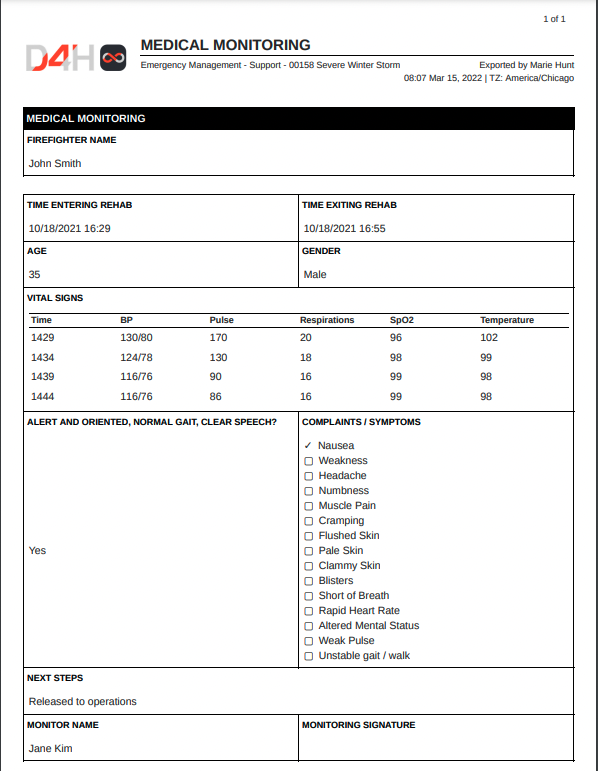 1 of 1
D4H
MEDICAL MONITORING
Emergency Management - Support - 00158 Severe Winter Storm Exported by Marie Hunt
08:07 Mar 15, 2022 | TZ: America/Chicago
MEDICAL MONITORING
FIREFIGHTER NAME
John Smith
TIME ENTERING REHAB TIME EXITING REHAB
10/18/2021 16:29 10/18/2021 16:55
AGE GENDER
35 Male
VITAL SIGNS
Time BP Pulse Respirations SpO2 Temperature
1429 130/80 170 20 96 102
1434 124/78 130 18 98 99
1439 116/76 90 16 99 98
1444 116/76 86 16 99 98
ALERT AND ORIENTED, NORMAL GAIT, CLEAR SPEECH?
Yes
COMPLAINTS / SYMPTOMS
✓ Nausea
▢ Weakness
▢ Headache
▢ Numbness
▢ Muscle Pain
▢ Cramping
▢ Flushed Skin
▢ Pale Skin
▢ Clammy Skin
▢ Blisters
▢ Short of Breath
▢ Rapid Heart Rate
▢ Altered Mental Status
▢ Weak Pulse
▢ Unstable gait / walk
NEXT STEPS
Released to operations
MONITOR NAME MONITORING SIGNATURE
Jane Kim